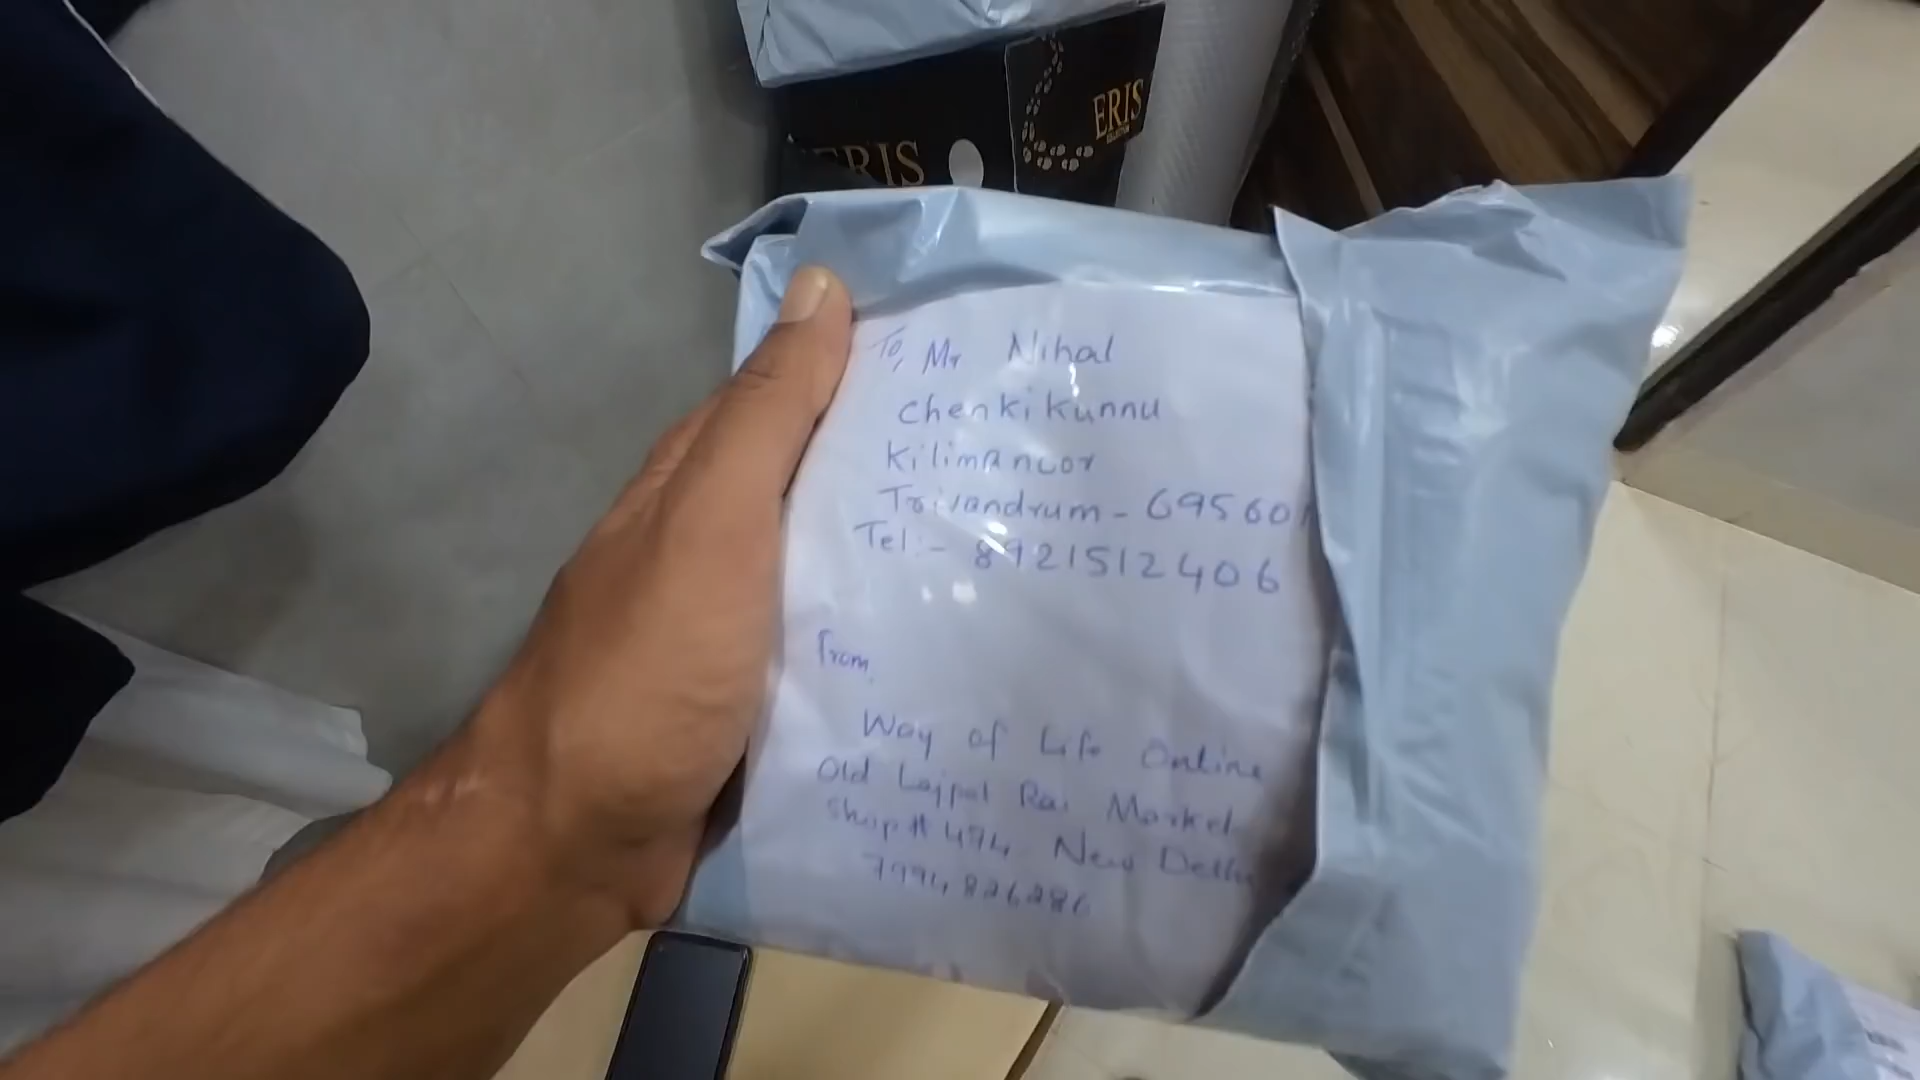 ERIS
ERIS
To, Mr Nihal
Chenkikunnu
Kilimanoor
Trivandrum - 695601
Tel:- 8921512406
from,
Way of Life Online
Old Lajpat Rai Market
Shop # 474 New Delhi
7994826286